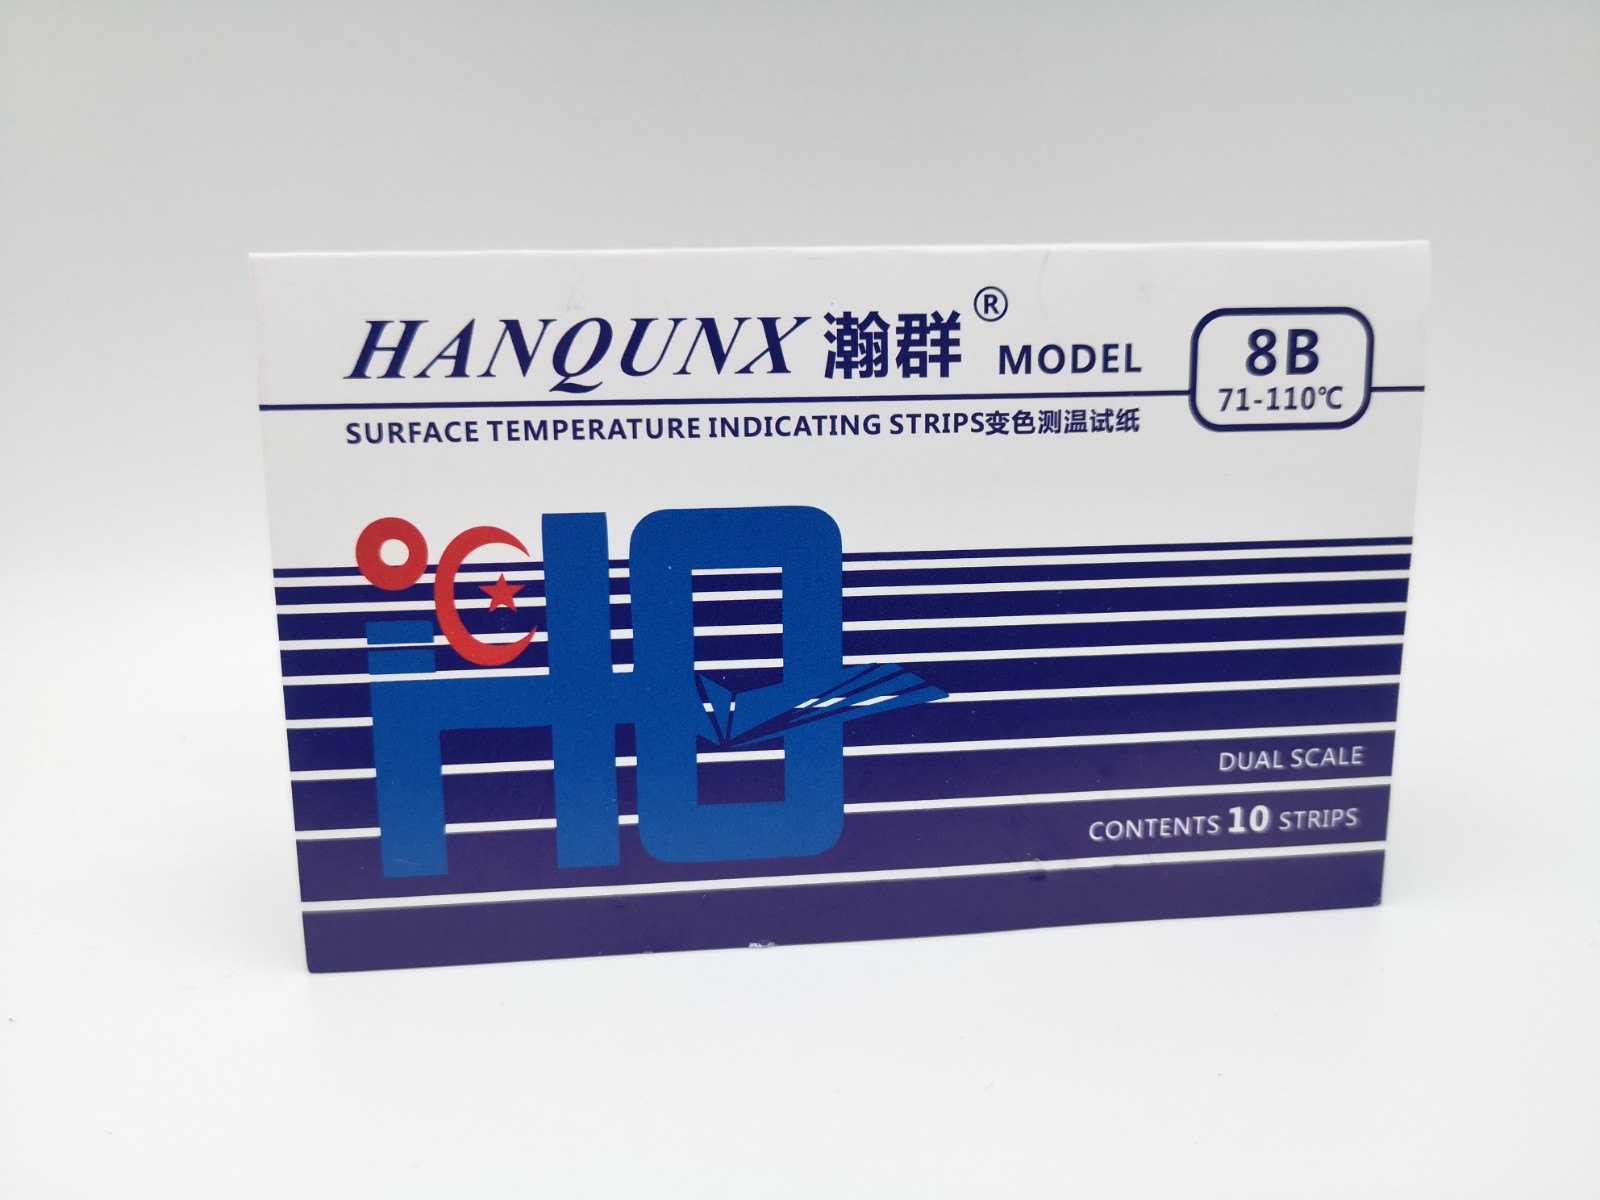 HANQUNX 瀚群® MODEL
8B
71-110℃
SURFACE TEMPERATURE INDICATING STRIPS变色测温试纸
DUAL SCALE
CONTENTS 10 STRIPS